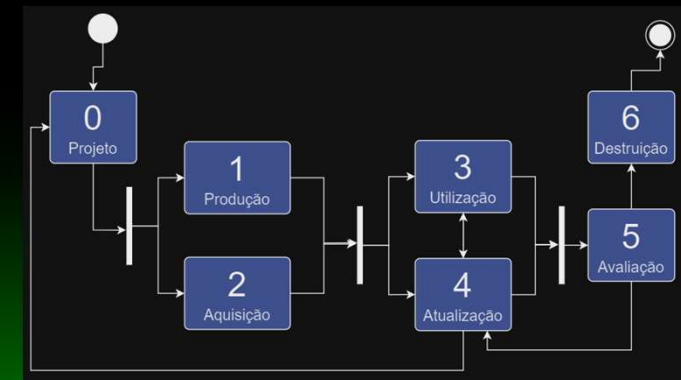 0
Projeto
1
Produção
2
Aquisição
3
Utilização
4
Atualização
5
Avaliação
6
Destruição